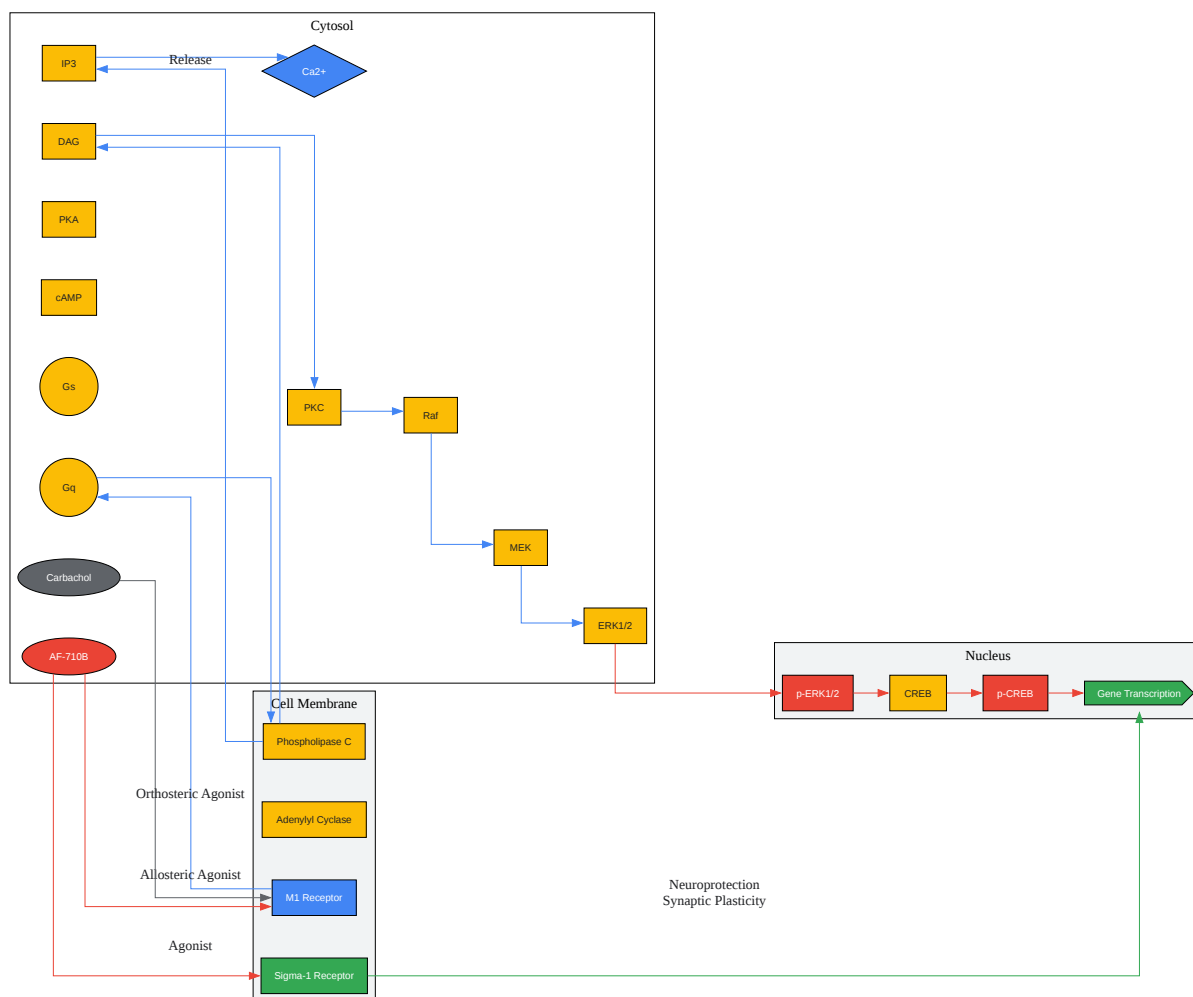 Cytosol
IP3
Release
Ca2+
DAG
PKA
cAMP
Gs
PKC
Raf
Gq
MEK
Carbachol
ERK1/2
AF-710B
Nucleus
p-ERK1/2
CREB
p-CREB
Gene Transcription
Cell Membrane
Phospholipase C
Orthosteric Agonist
Adenylyl Cyclase
Allosteric Agonist
M1 Receptor
Neuroprotection
Synaptic Plasticity
Agonist
Sigma-1 Receptor